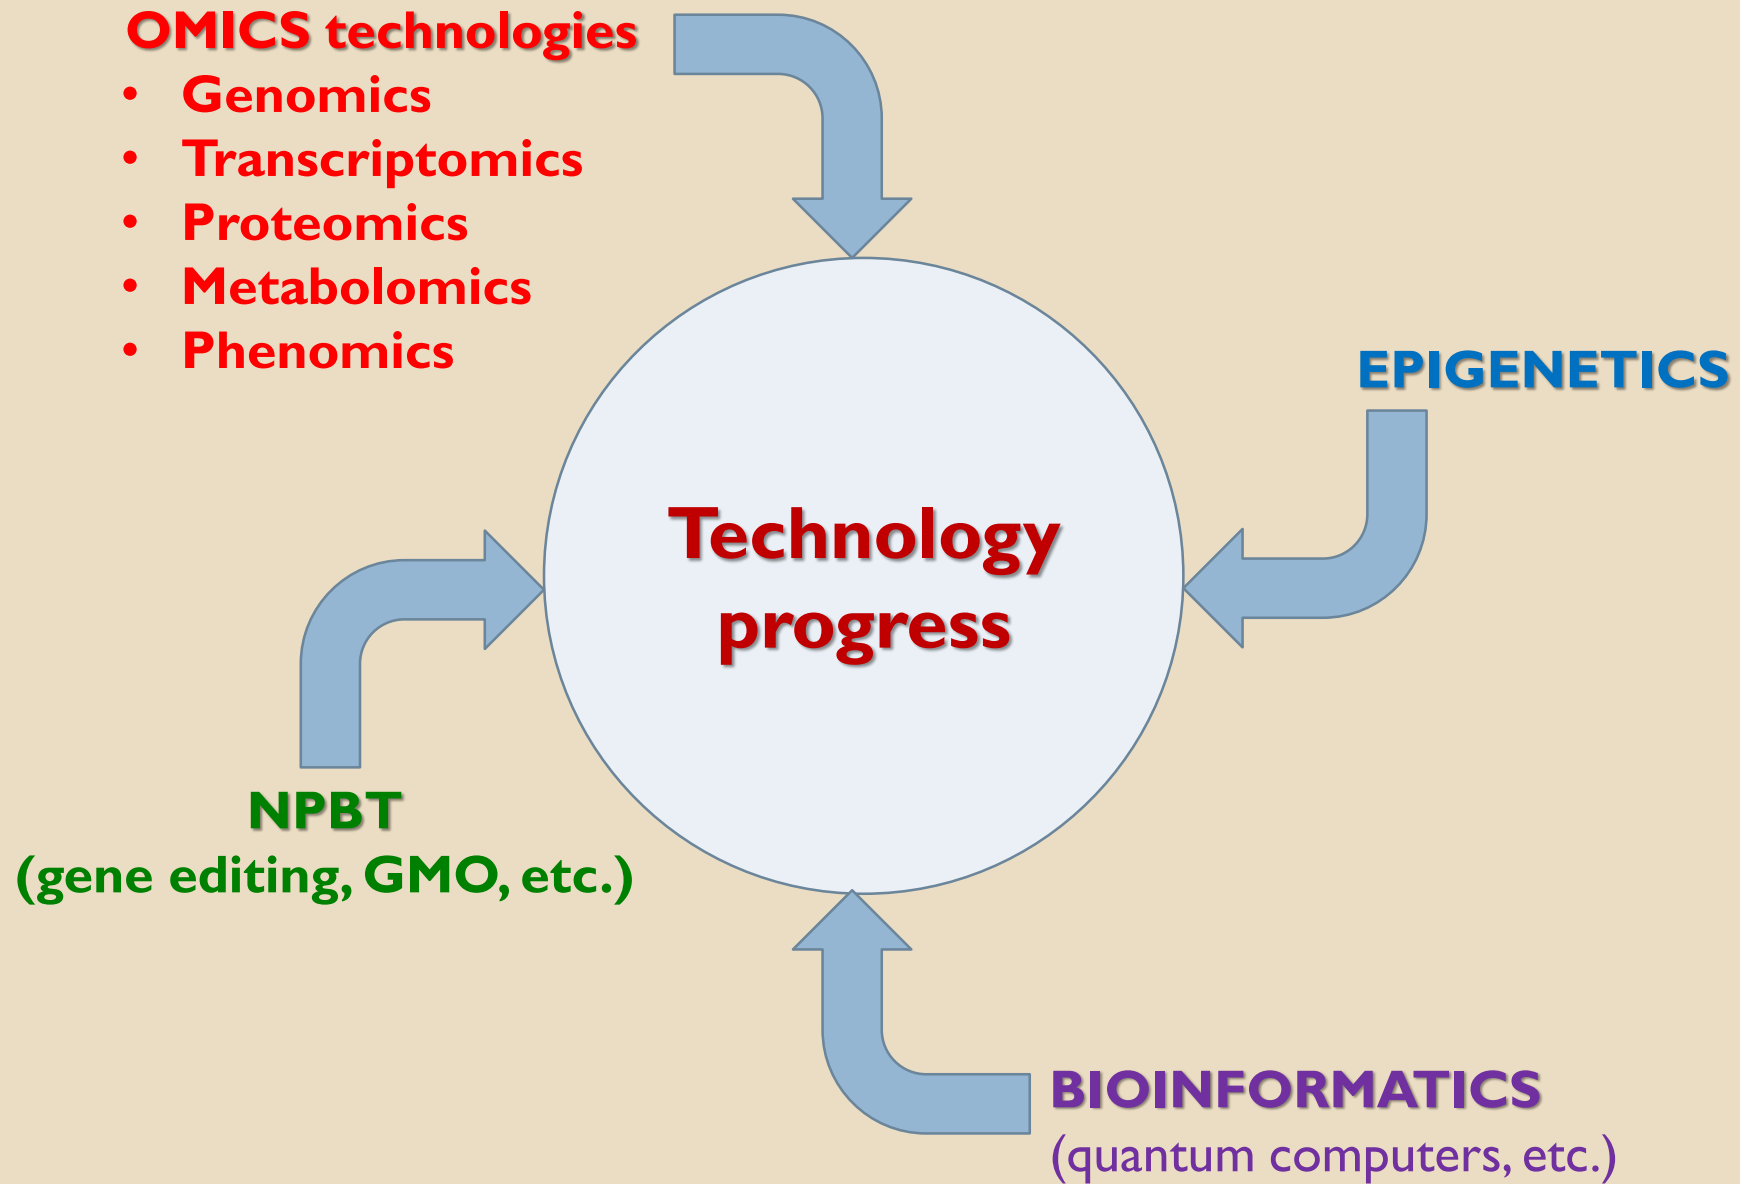 OMICS technologies
• Genomics
• Transcriptomics
• Proteomics
• Metabolomics
• Phenomics
EPIGENETICS
Technology
progress
NPBT
(gene editing, GMO, etc.)
BIOINFORMATICS
(quantum computers, etc.)